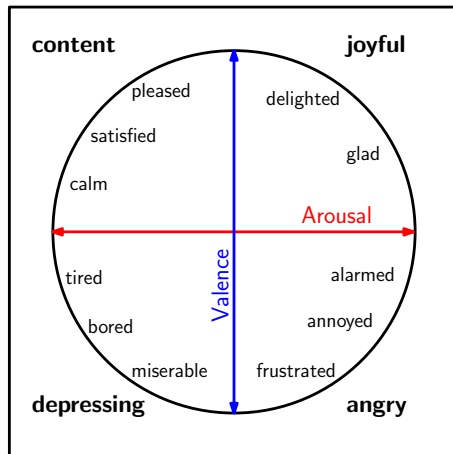 content
joyful
pleased
delighted
satisfied
glad
calm
Arousal
Valence
tired
alarmed
bored
annoyed
miserable
frustrated
depressing
angry